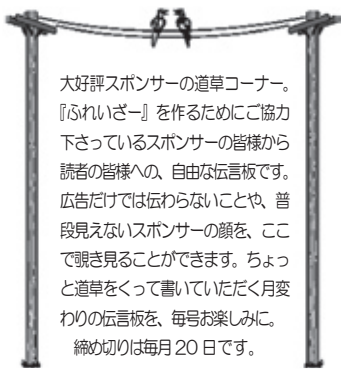 大好評スポンサーの道草コーナー。
『ふれいざー』を作るためにご協力
下さっているスポンサーの皆様から
読者の皆様への、自由な伝言板です。
広告だけでは伝わらないことや、普
段見えないスポンサーの顔を、ここ
で覗き見ることができます。ちょっ
と道草をくって書いていただく月変
わりの伝言板を、毎号お楽しみに。
締め切りは毎月20日です。